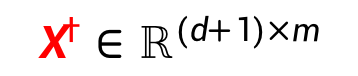 X† ∈ ℝ(d+1)×m